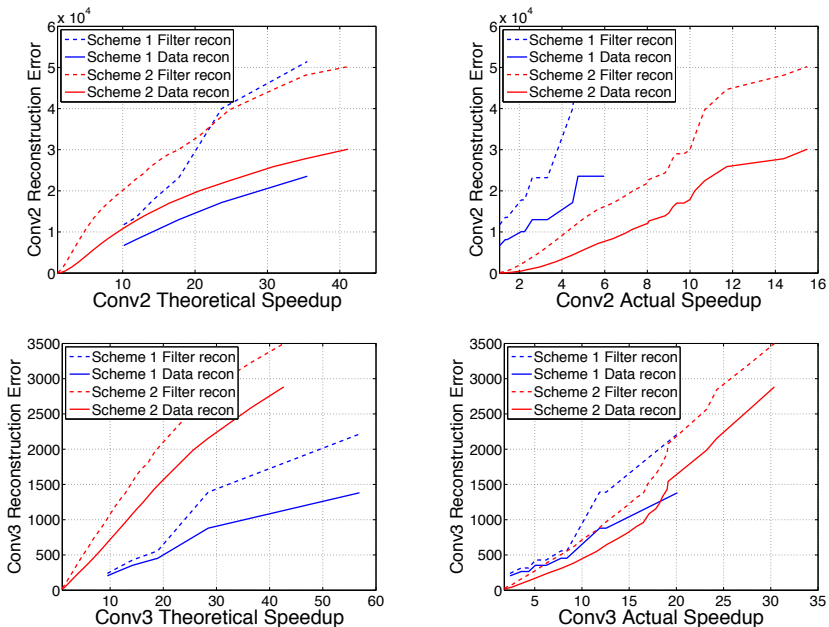 6 x 10⁴
5
4
3
2
1
0
Conv2 Reconstruction Error
Scheme 1 Filter recon
Scheme 1 Data recon
Scheme 2 Filter recon
Scheme 2 Data recon
10 20 30 40
Conv2 Theoretical Speedup
6 x 10⁴
5
4
3
2
1
0
Conv2 Reconstruction Error
Scheme 1 Filter recon
Scheme 1 Data recon
Scheme 2 Filter recon
Scheme 2 Data recon
2 4 6 8 10 12 14 16
Conv2 Actual Speedup
3500
3000
2500
2000
1500
1000
500
0
Conv3 Reconstruction Error
Scheme 1 Filter recon
Scheme 1 Data recon
Scheme 2 Filter recon
Scheme 2 Data recon
10 20 30 40 50 60
Conv3 Theoretical Speedup
3500
3000
2500
2000
1500
1000
500
0
Conv3 Reconstruction Error
Scheme 1 Filter recon
Scheme 1 Data recon
Scheme 2 Filter recon
Scheme 2 Data recon
5 10 15 20 25 30 35
Conv3 Actual Speedup